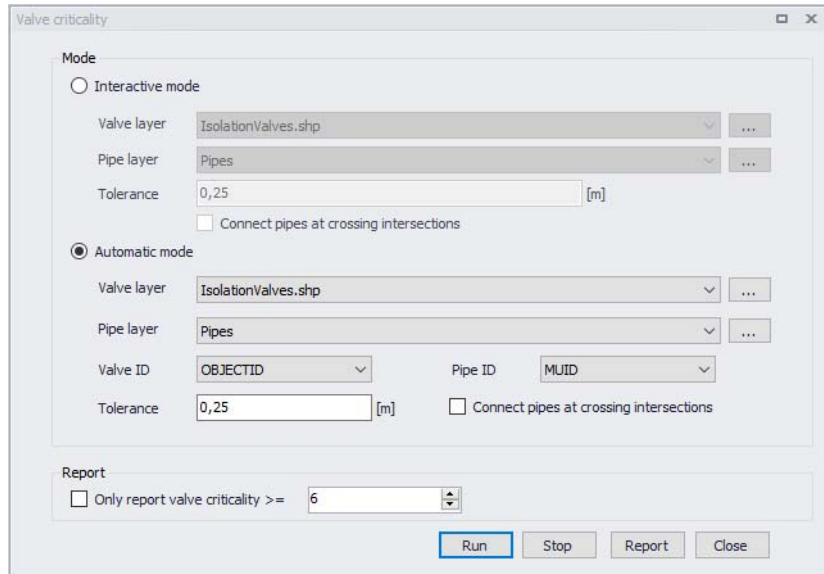 Valve criticality
Mode
Interactive mode
Valve layer IsolationValves.shp ...
Pipe layer Pipes ...
Tolerance 0,25 [m]
Connect pipes at crossing intersections
Automatic mode
Valve layer IsolationValves.shp ...
Pipe layer Pipes ...
Valve ID OBJECTID Pipe ID MUID
Tolerance 0,25 [m] Connect pipes at crossing intersections
Report
Only report valve criticality >= 6
Run Stop Report Close